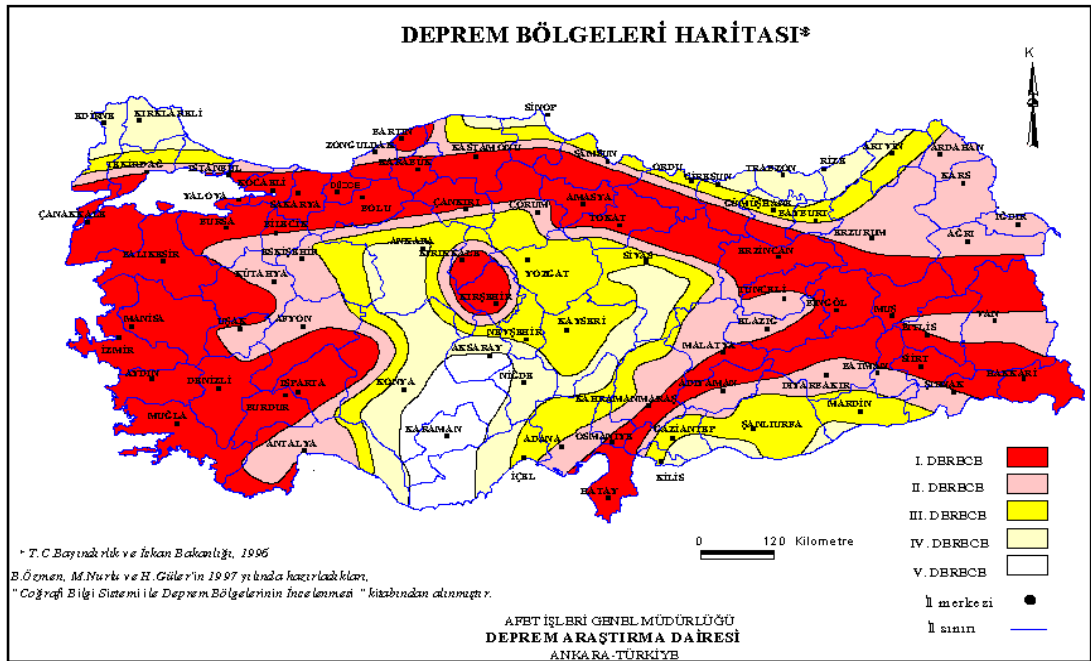 DEPREM BÖLGELERİ HARİTASI*
K
SİNOP
EDİRNE
KIRKLARELİ
BARTIN
ZONGULDAK
KASTAMONU
KARABÜK
TEKİRDAĞ
İSTANBUL
SAMSUN
ORDU
GİRESUN
TRABZON
RİZE
ARTVİN
ARDAHAN
KARS
KOCAELİ
YALOVA
SAKARYA
DÜZCE
BOLU
ÇANKIRI
ÇORUM
AMASYA
TOKAT
GÜMÜŞHANE
BAYBURT
ÇANAKKALE
BURSA
BİLECİK
ERZURUM
IĞDIR
AĞRI
ANKARA
ESKİŞEHİR
KIRIKKALE
BALIKESİR
KÜTAHYA
YOZGAT
SİVAS
ERZİNCAN
TUNCELİ
BİNGÖL
KIRŞEHİR
MANİSA
UŞAK
AFYON
NEVŞEHİR
KAYSERİ
ELAZIĞ
MUŞ
BİTLİS
VAN
İZMİR
AKSARAY
MALATYA
SİİRT
AYDIN
DENİZLİ
ISPARTA
KONYA
NİĞDE
ADIYAMAN
DİYARBAKIR
BATMAN
ŞIRNAK
HAKKARİ
BURDUR
KAHRAMANMARAŞ
MARDİN
MUĞLA
KARAMAN
ADANA
OSMANİYE
GAZİANTEP
ŞANLIURFA
ANTALYA
İÇEL
KİLİS
HATAY
I. DERECE
II. DERECE
III. DERECE
IV. DERECE
V. DERECE
İl merkezi
İl sınırı
0 120 Kilometre
* T.C.Bayındırlık ve İskan Bakanlığı, 1996
B.Özmen, M.Nurlu ve H.Güler'in 1997 yılında hazırladıkları,
" Coğrafi Bilgi Sistemi ile Deprem Bölgelerinin İncelenmesi " kitabından alınmıştır.
AFET İŞLERİ GENEL MÜDÜRLÜĞÜ
DEPREM ARAŞTIRMA DAİRESİ
ANKARA-TÜRKİYE